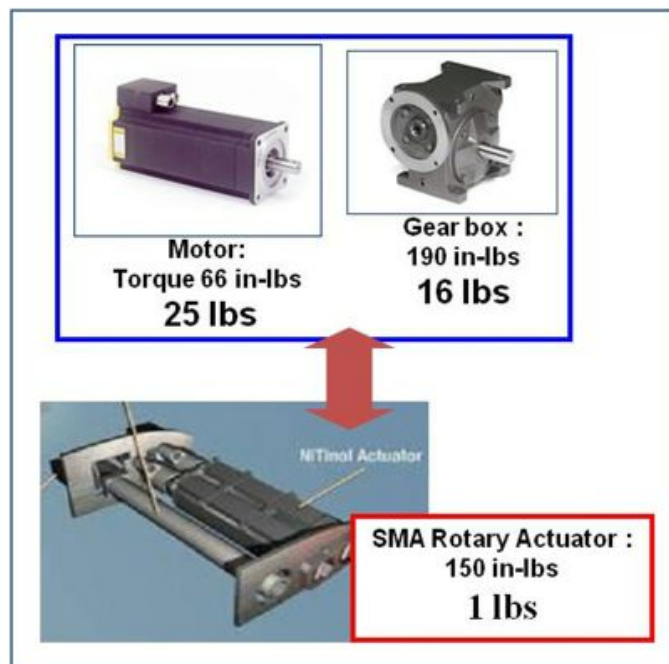 Motor:
Torque 66 in-lbs
25 lbs
Gear box :
190 in-lbs
16 lbs
NiTinol Actuator
SMA Rotary Actuator :
150 in-lbs
1 lbs